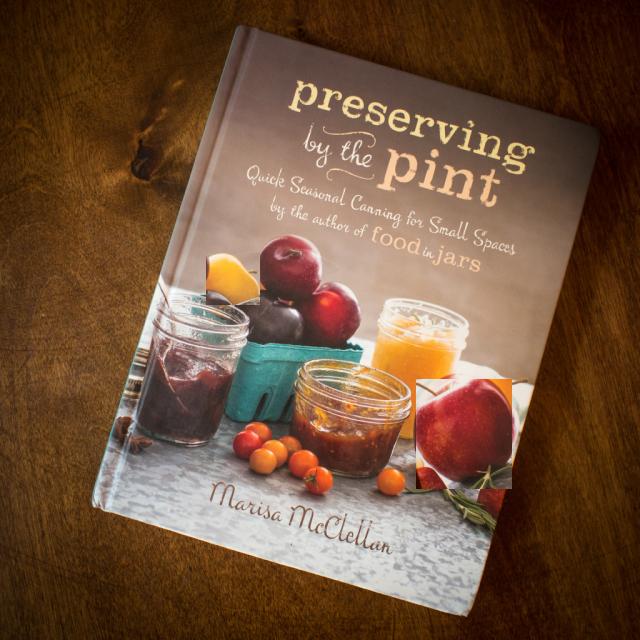 preserving
by the pint
Quick Seasonal Canning for Small Spaces
by the author of food in jars
Marisa McClellan